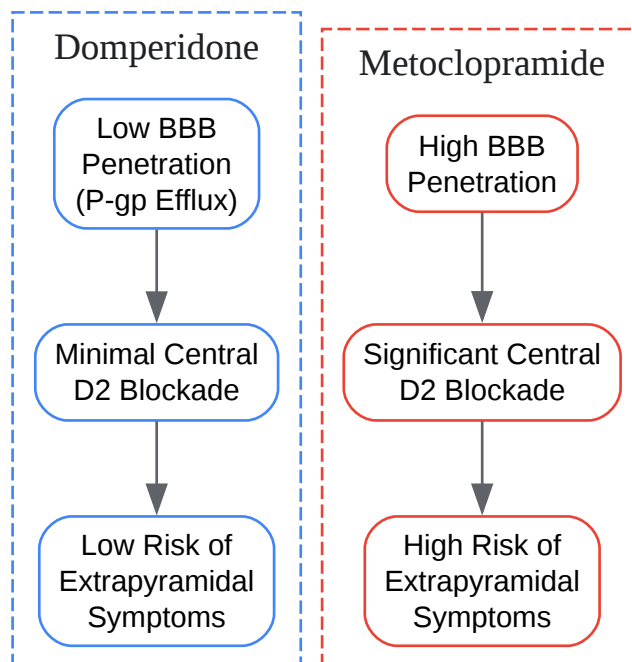 Domperidone
Low BBB
Penetration
(P-gp Efflux)
Minimal Central
D2 Blockade
Low Risk of
Extrapyramidal
Symptoms
Metoclopramide
High BBB
Penetration
Significant Central
D2 Blockade
High Risk of
Extrapyramidal
Symptoms